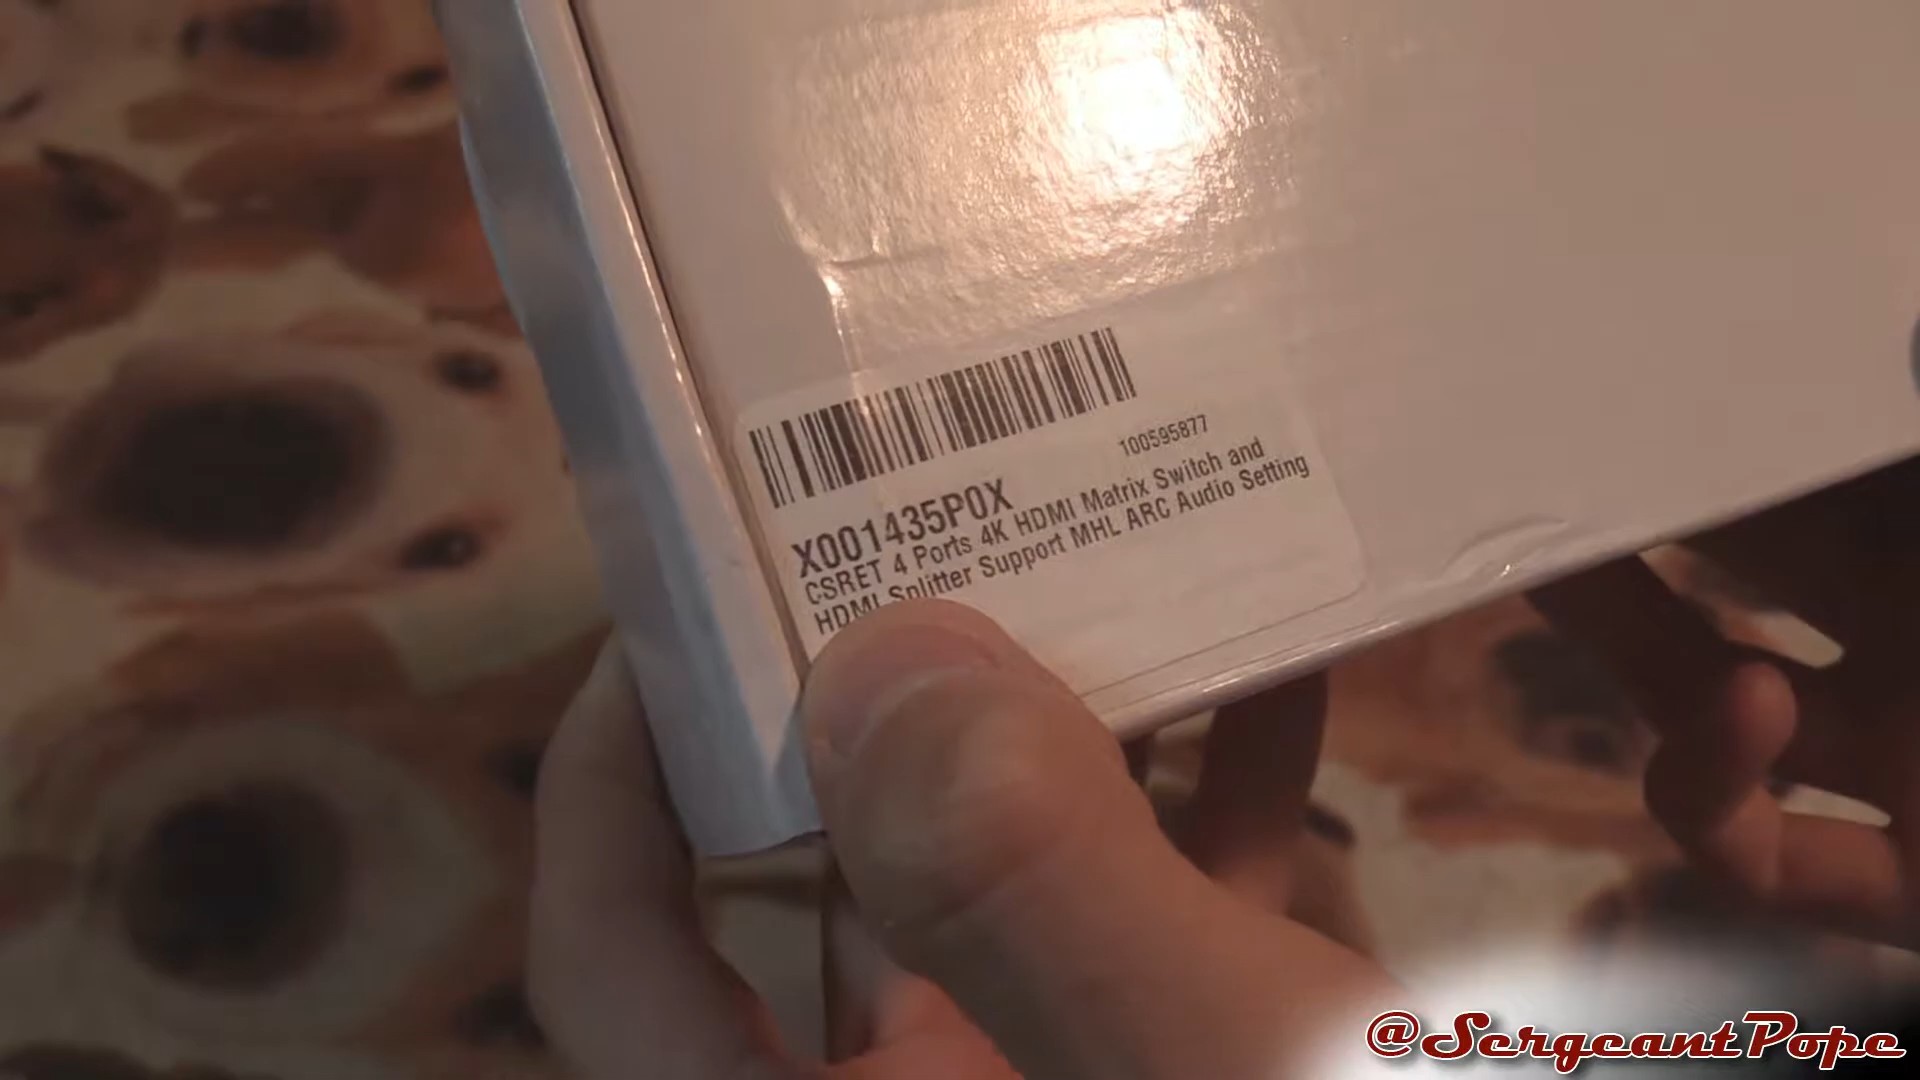 100595877
X001435P0X
CSRET 4 Ports 4K HDMI Matrix Switch and
HDMI Splitter Support MHL ARC Audio Setting
@SergeantPope